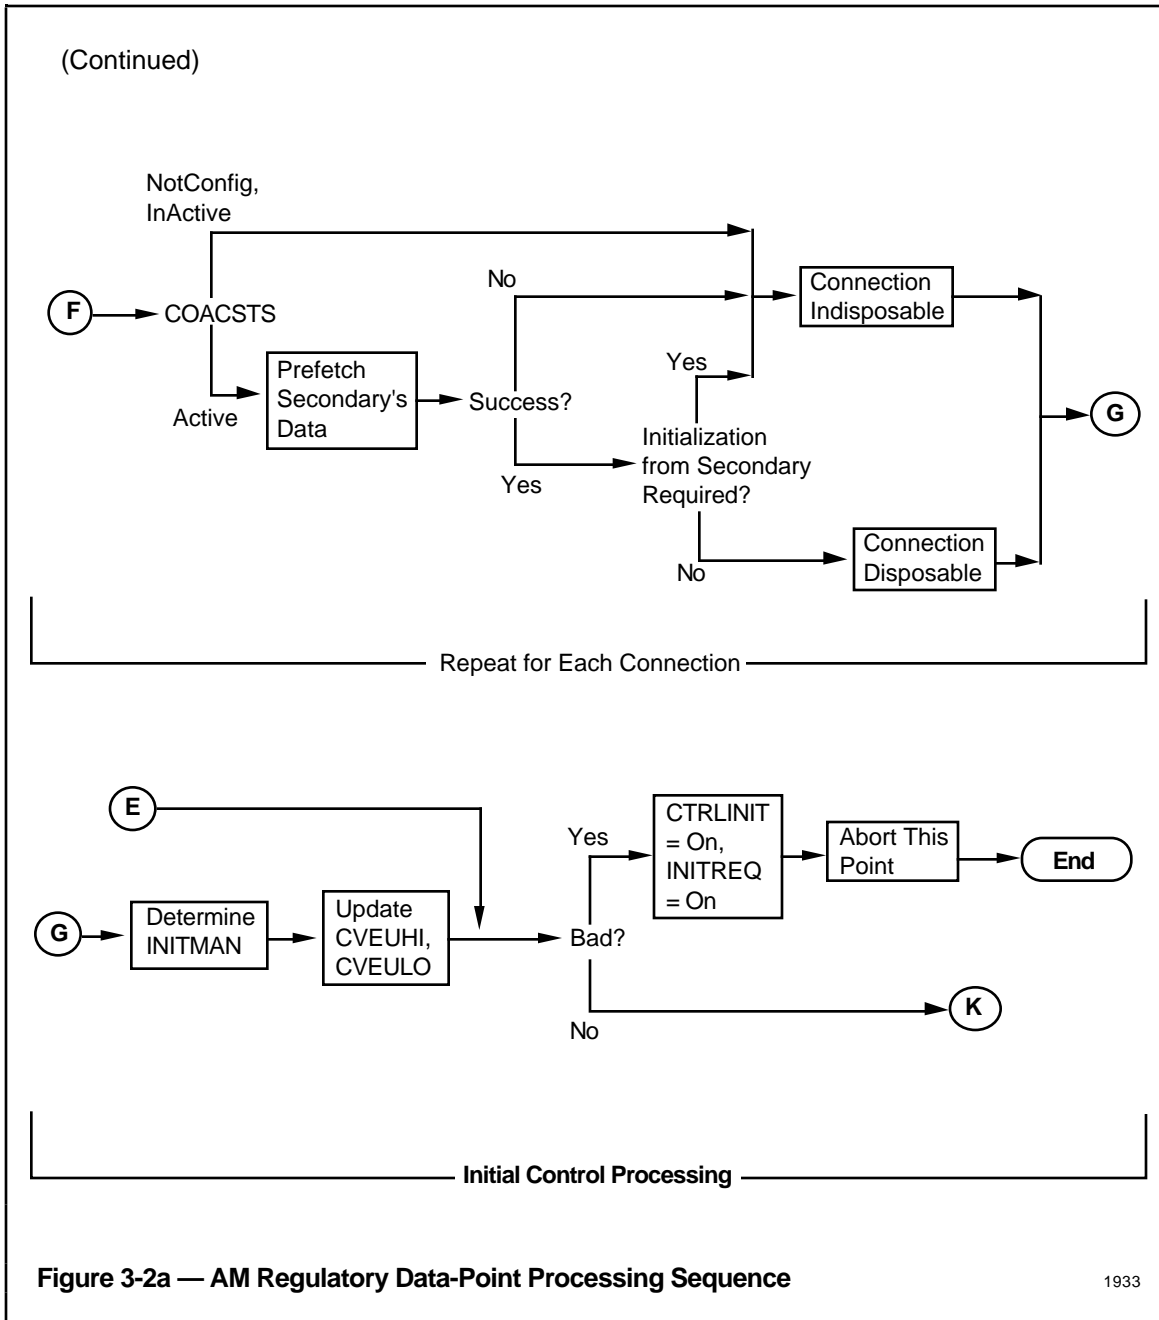 (Continued)
NotConfig,
InActive
F
COACSTS
Active
Prefetch
Secondary's
Data
No
Success?
Yes
Yes
Initialization
from Secondary
Required?
No
Connection
Indisposable
Connection
Disposable
G
Repeat for Each Connection
E
G
Determine
INITMAN
Update
CVEUHI,
CVEULO
Yes
Bad?
No
CTRLINIT
= On,
INITREQ
= On
Abort This
Point
End
K
Initial Control Processing
Figure 3-2a — AM Regulatory Data-Point Processing Sequence
1933